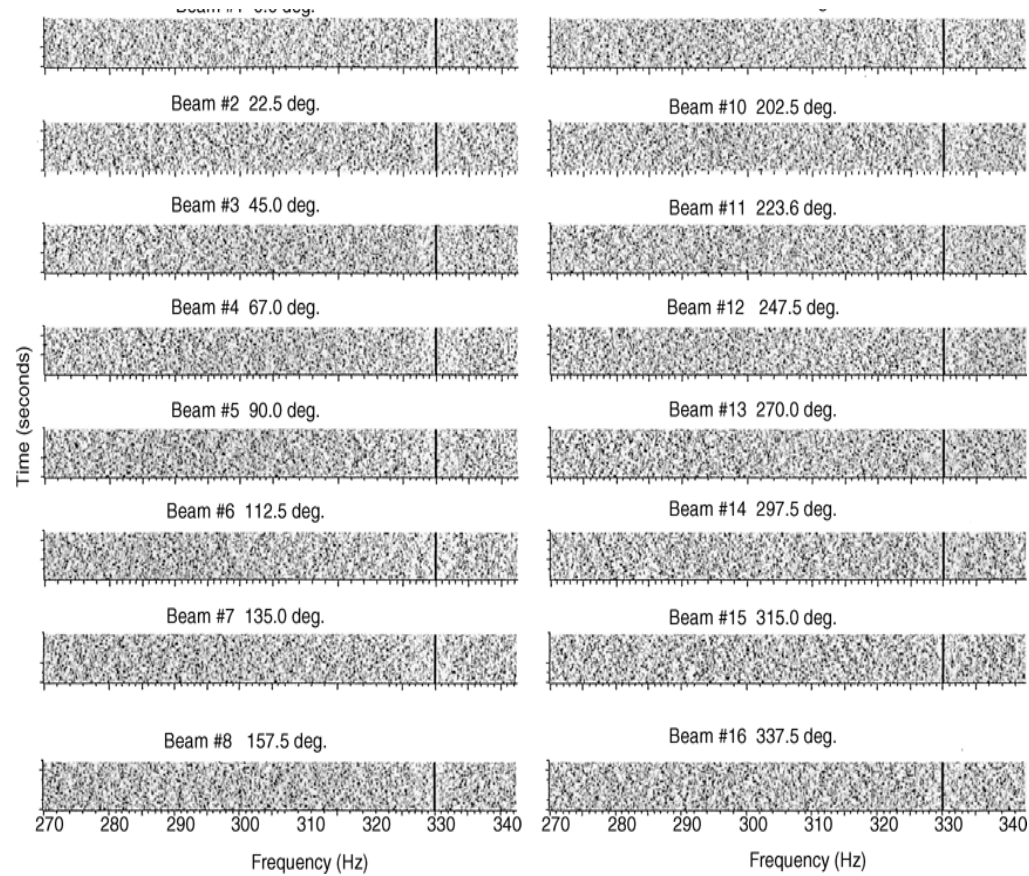 Beam #2 22.5 deg.
Beam #3 45.0 deg.
Beam #4 67.0 deg.
Beam #5 90.0 deg.
Beam #6 112.5 deg.
Beam #7 135.0 deg.
Beam #8 157.5 deg.
270 280 290 300 310 320 330 340
Frequency (Hz)
Time (seconds)
Beam #10 202.5 deg.
Beam #11 223.6 deg.
Beam #12 247.5 deg.
Beam #13 270.0 deg.
Beam #14 297.5 deg.
Beam #15 315.0 deg.
Beam #16 337.5 deg.
270 280 290 300 310 320 330 340
Frequency (Hz)